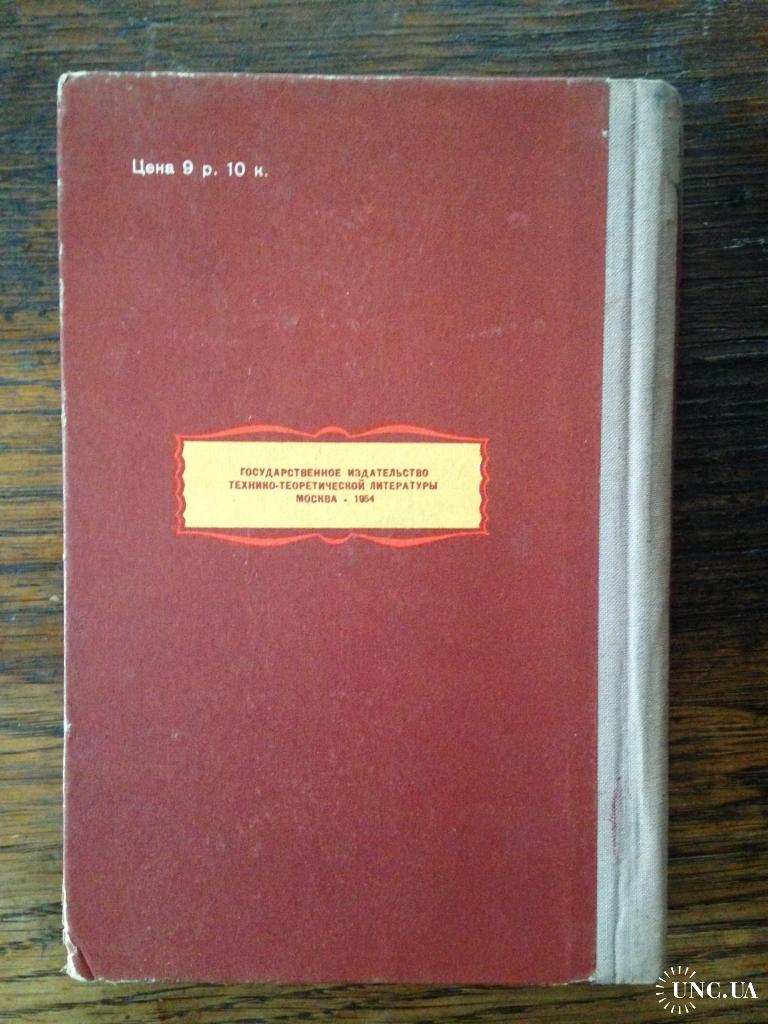 Цена 9 р. 10 к.
ГОСУДАРСТВЕННОЕ ИЗДАТЕЛЬСТВО
ТЕХНИКО-ТЕОРЕТИЧЕСКОЙ ЛИТЕРАТУРЫ
МОСКВА - 1954
UNC.UA